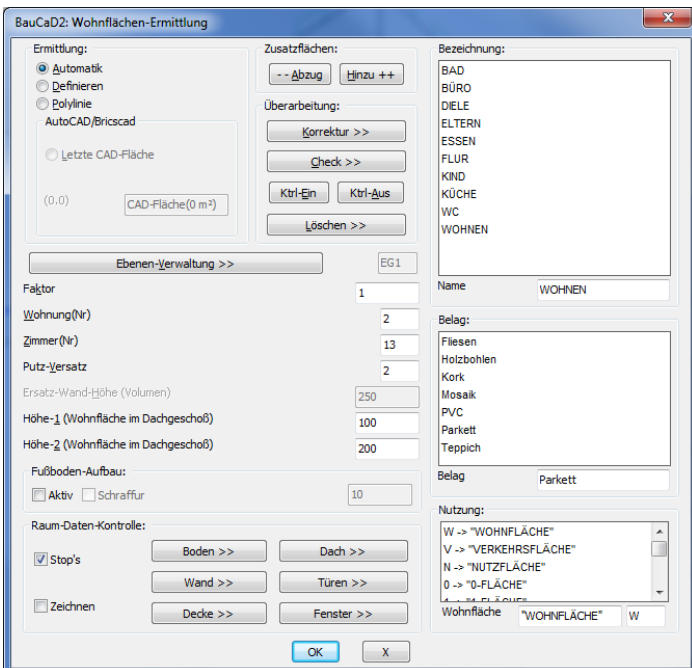 BauCaD2: Wohnflächen-Ermittlung
X
Ermittlung:
Automatik
Definieren
Polylinie
AutoCAD/Bricscad
Letzte CAD-Fläche
(0,0)
CAD-Fläche(0 m²)
Zusatzflächen:
- - Abzug
Hinzu ++
Überarbeitung:
Korrektur >>
Check >>
Ktrl-Ein
Ktrl-Aus
Löschen >>
Ebenen-Verwaltung >>
EG1
Faktor
1
Wohnung(Nr)
2
Zimmer(Nr)
13
Putz-Versatz
2
Ersatz-Wand-Höhe (Volumen)
250
Höhe-1 (Wohnfläche im Dachgeschoß)
100
Höhe-2 (Wohnfläche im Dachgeschoß)
200
Fußboden-Aufbau:
Aktiv
Schraffur
10
Raum-Daten-Kontrolle:
Stop's
Zeichnen
Boden >>
Dach >>
Wand >>
Türen >>
Decke >>
Fenster >>
Bezeichnung:
BAD
BÜRO
DIELE
ELTERN
ESSEN
FLUR
KIND
KÜCHE
WC
WOHNEN
Name
WOHNEN
Belag:
Fliesen
Holzbohlen
Kork
Mosaik
PVC
Parkett
Teppich
Belag
Parkett
Nutzung:
W -> "WOHNFLÄCHE"
V -> "VERKEHRSFLÄCHE"
N -> "NUTZFLÄCHE"
0 -> "0-FLÄCHE"
Wohnfläche
"WOHNFLÄCHE"
W
OK
X